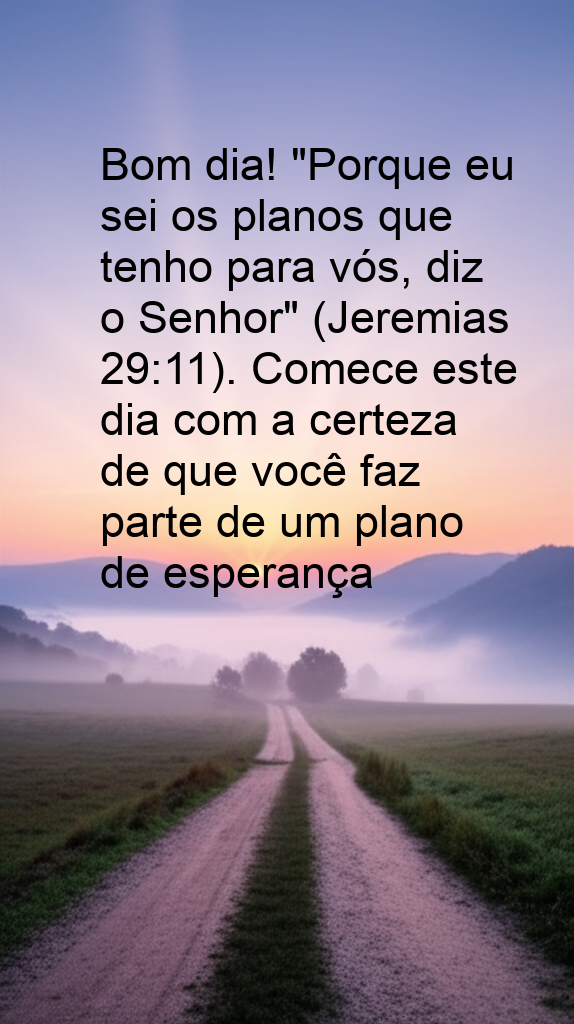 Bom dia! "Porque eu
sei os planos que
tenho para vós, diz
o Senhor" (Jeremias
29:11). Comece este
dia com a certeza
de que você faz
parte de um plano
de esperança